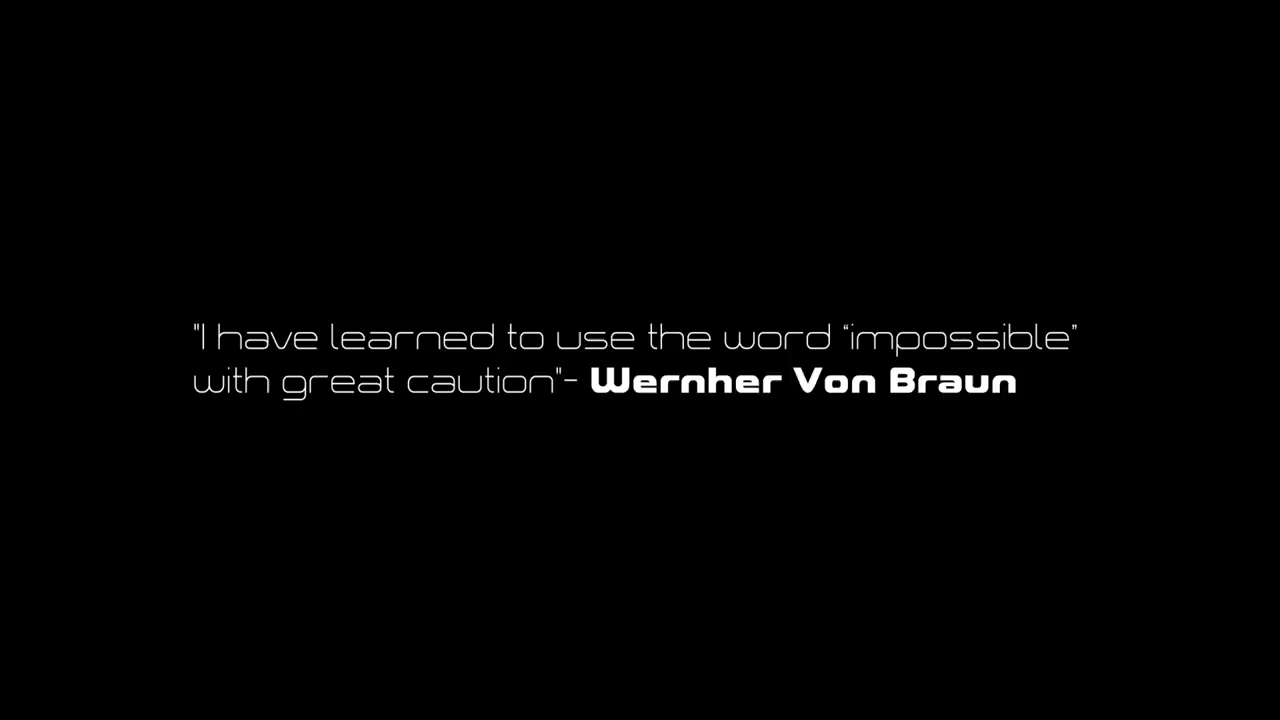 "I have learned to use the word “impossible”
with great caution"- Wernher Von Braun